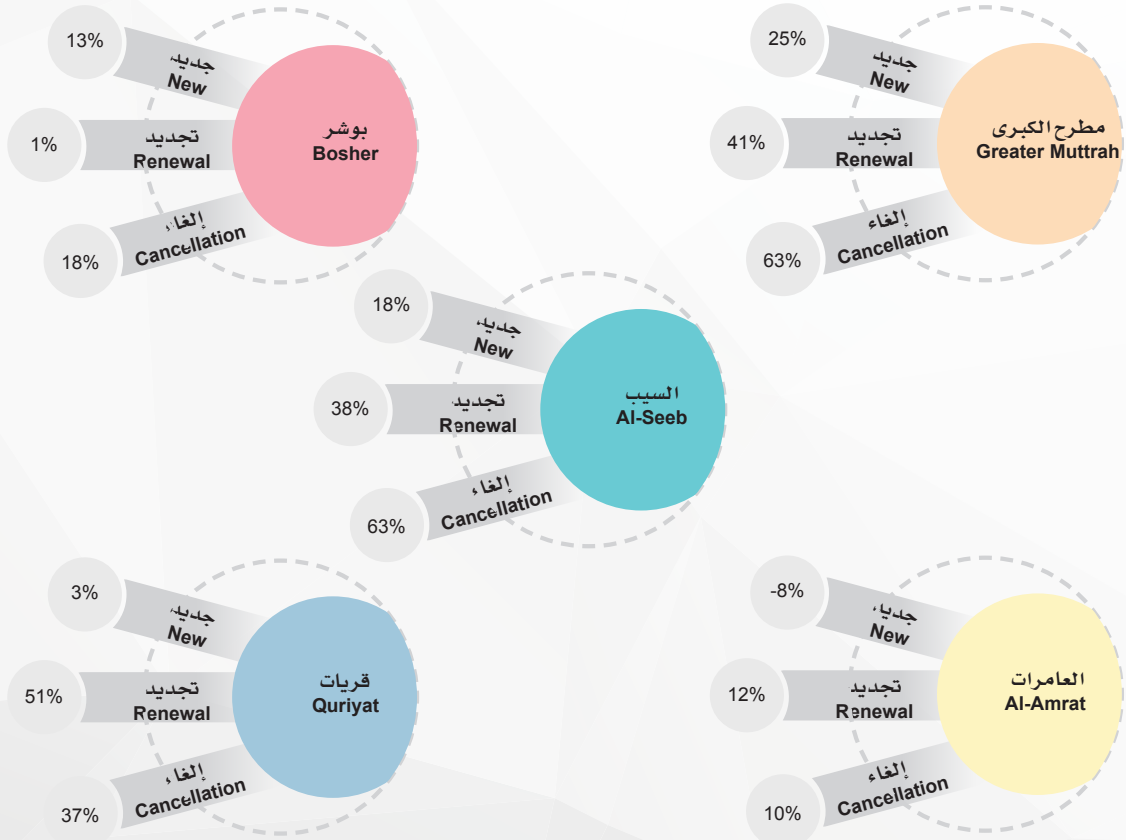 13%
جديد
New
1%
تجديد
Renewal
18%
إلغاء
Cancellation
بوشر
Bosher
25%
جديد
New
41%
تجديد
Renewal
63%
إلغاء
Cancellation
مطرح الكبرى
Greater Muttrah
18%
جديد
New
38%
تجديد
Renewal
63%
إلغاء
Cancellation
السيب
Al-Seeb
3%
جديد
New
51%
تجديد
Renewal
37%
إلغاء
Cancellation
قريات
Quriyat
-8%
جديد
New
12%
تجديد
Renewal
10%
إلغاء
Cancellation
العامرات
Al-Amrat